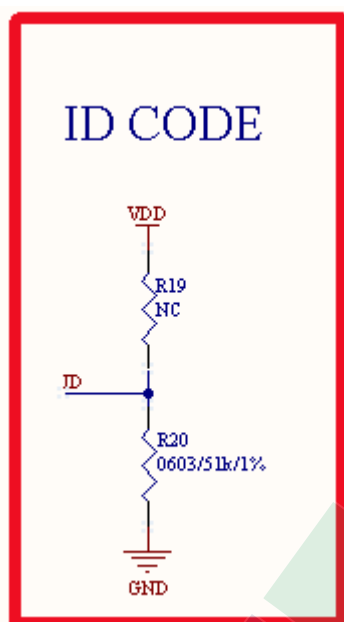 ID CODE
VDD
R19
NC
ID
R20
0603/51k/1%
GND